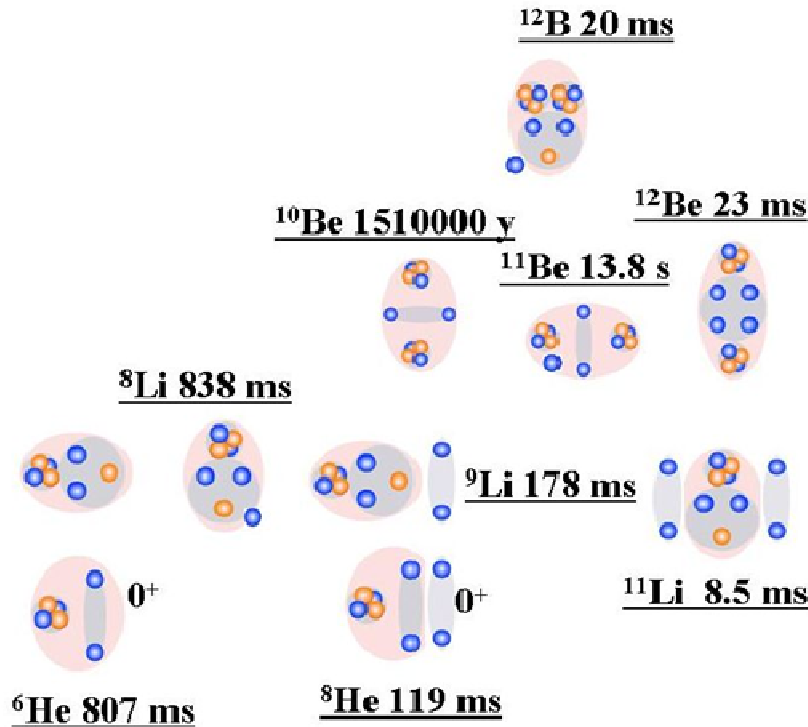 ¹²B 20 ms
¹²Be 23 ms
¹⁰Be 1510000 y
¹¹Be 13.8 s
⁸Li 838 ms
⁹Li 178 ms
0⁺
0⁺
¹¹Li 8.5 ms
⁶He 807 ms
⁸He 119 ms